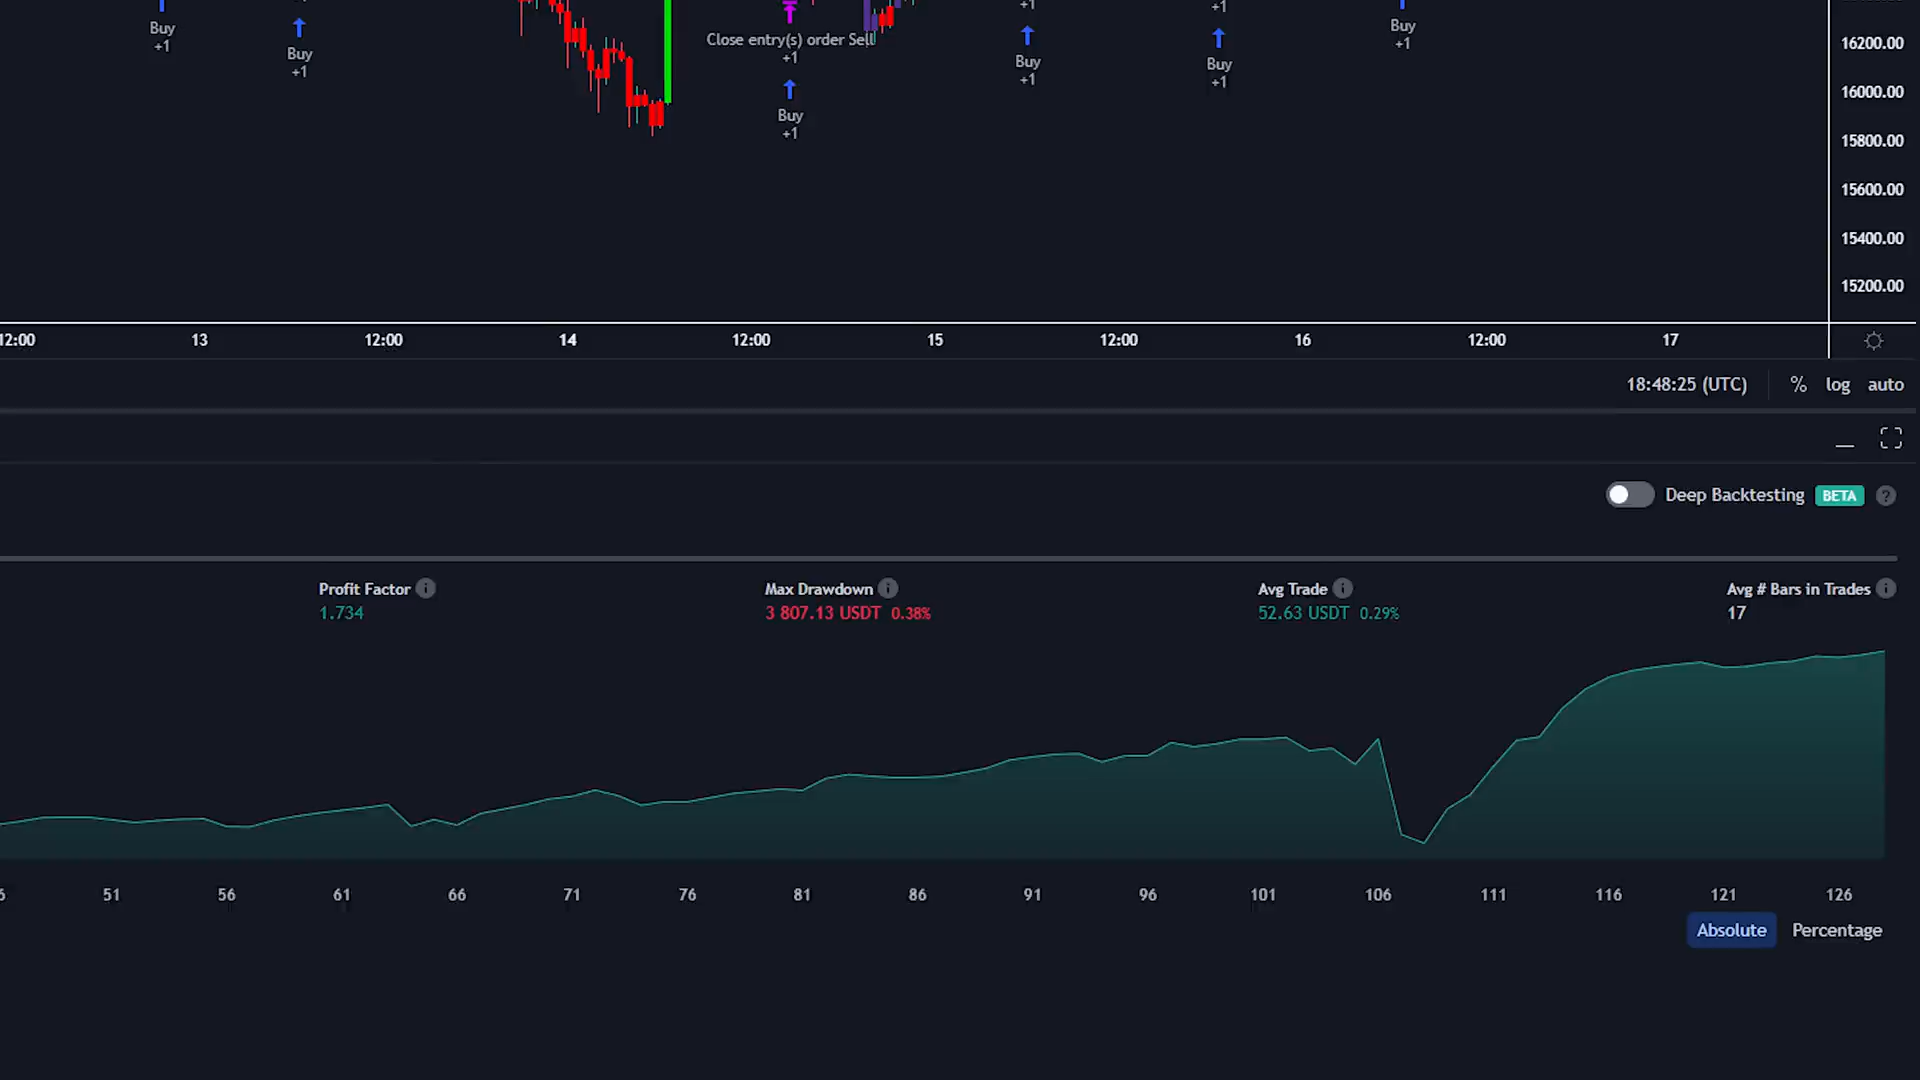 +1
+1
16200.00
Buy
+1
Buy
+1
Close entry(s) order Sell
+1
Buy
+1
Buy
+1
Buy
+1
Buy
+1
16000.00
15800.00
15600.00
15400.00
15200.00
12:00 13 12:00 14 12:00 15 12:00 16 12:00 17
18:48:25 (UTC) % log auto
Deep Backtesting BETA ?
Profit Factor Max Drawdown Avg Trade Avg # Bars in Trades
1.734 3 807.13 USDT 0.38% 52.63 USDT 0.29% 17
51 56 61 66 71 76 81 86 91 96 101 106 111 116 121 126
Absolute Percentage